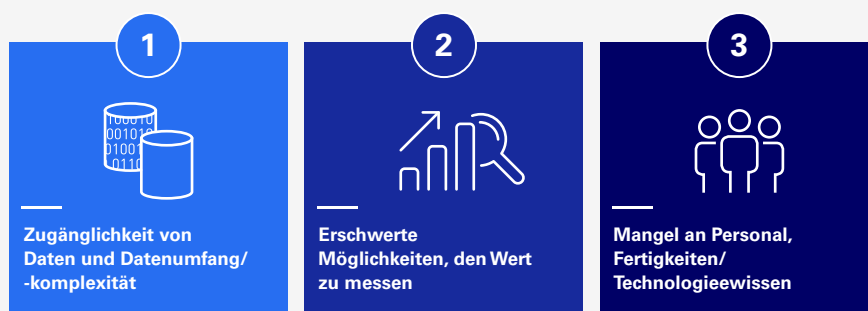 1
Zugänglichkeit von
Daten und Datenumfang/
-komplexität
2
Erschwerte
Möglichkeiten, den Wert
zu messen
3
Mangel an Personal,
Fertigkeiten/
Technologieewissen